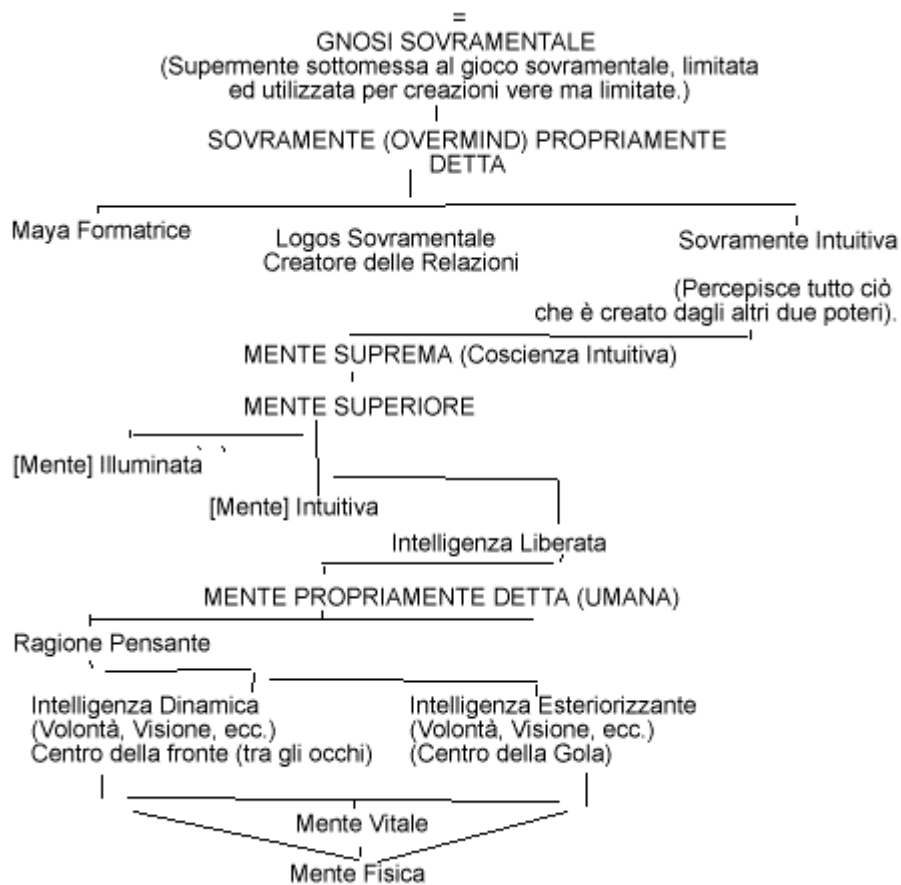 =
GNOSI SOVRAMENTALE
(Supermente sottomessa al gioco sovramentale, limitata
ed utilizzata per creazioni vere ma limitate.)
SOVRAMENTE (OVERMIND) PROPRIAMENTE
DETTA
Maya Formatrice
Logos Sovramentale
Creatore delle Relazioni
Sovramente Intuitiva
(Percepisce tutto ciò
che è creato dagli altri due poteri).
MENTE SUPREMA (Coscienza Intuitiva)
MENTE SUPERIORE
[Mente] Illuminata
[Mente] Intuitiva
Intelligenza Liberata
MENTE PROPRIAMENTE DETTA (UMANA)
Ragione Pensante
Intelligenza Dinamica
(Volontà, Visione, ecc.)
Centro della fronte (tra gli occhi)
Intelligenza Esteriorizzante
(Volontà, Visione, ecc.)
(Centro della Gola)
Mente Vitale
Mente Fisica